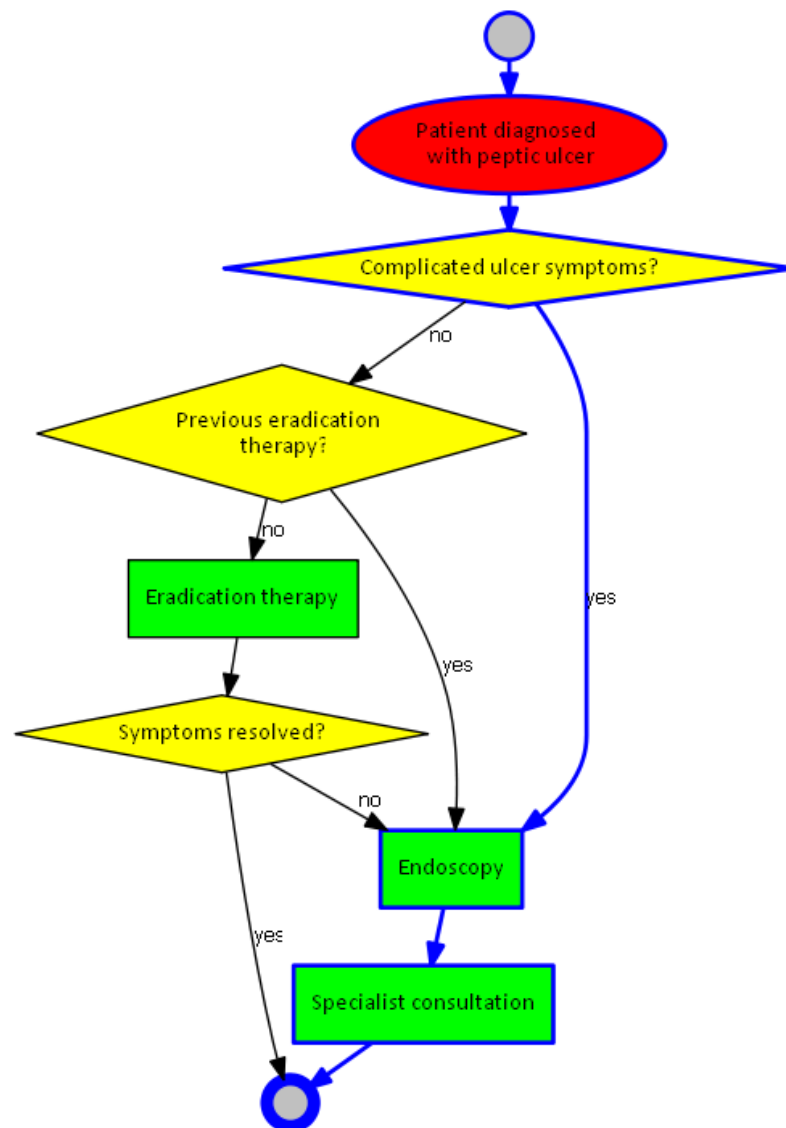 Patient diagnosed
with peptic ulcer
Complicated ulcer symptoms?
no
Previous eradication
therapy?
no
Eradication therapy
yes
yes
Symptoms resolved?
no
Endoscopy
yes
Specialist consultation